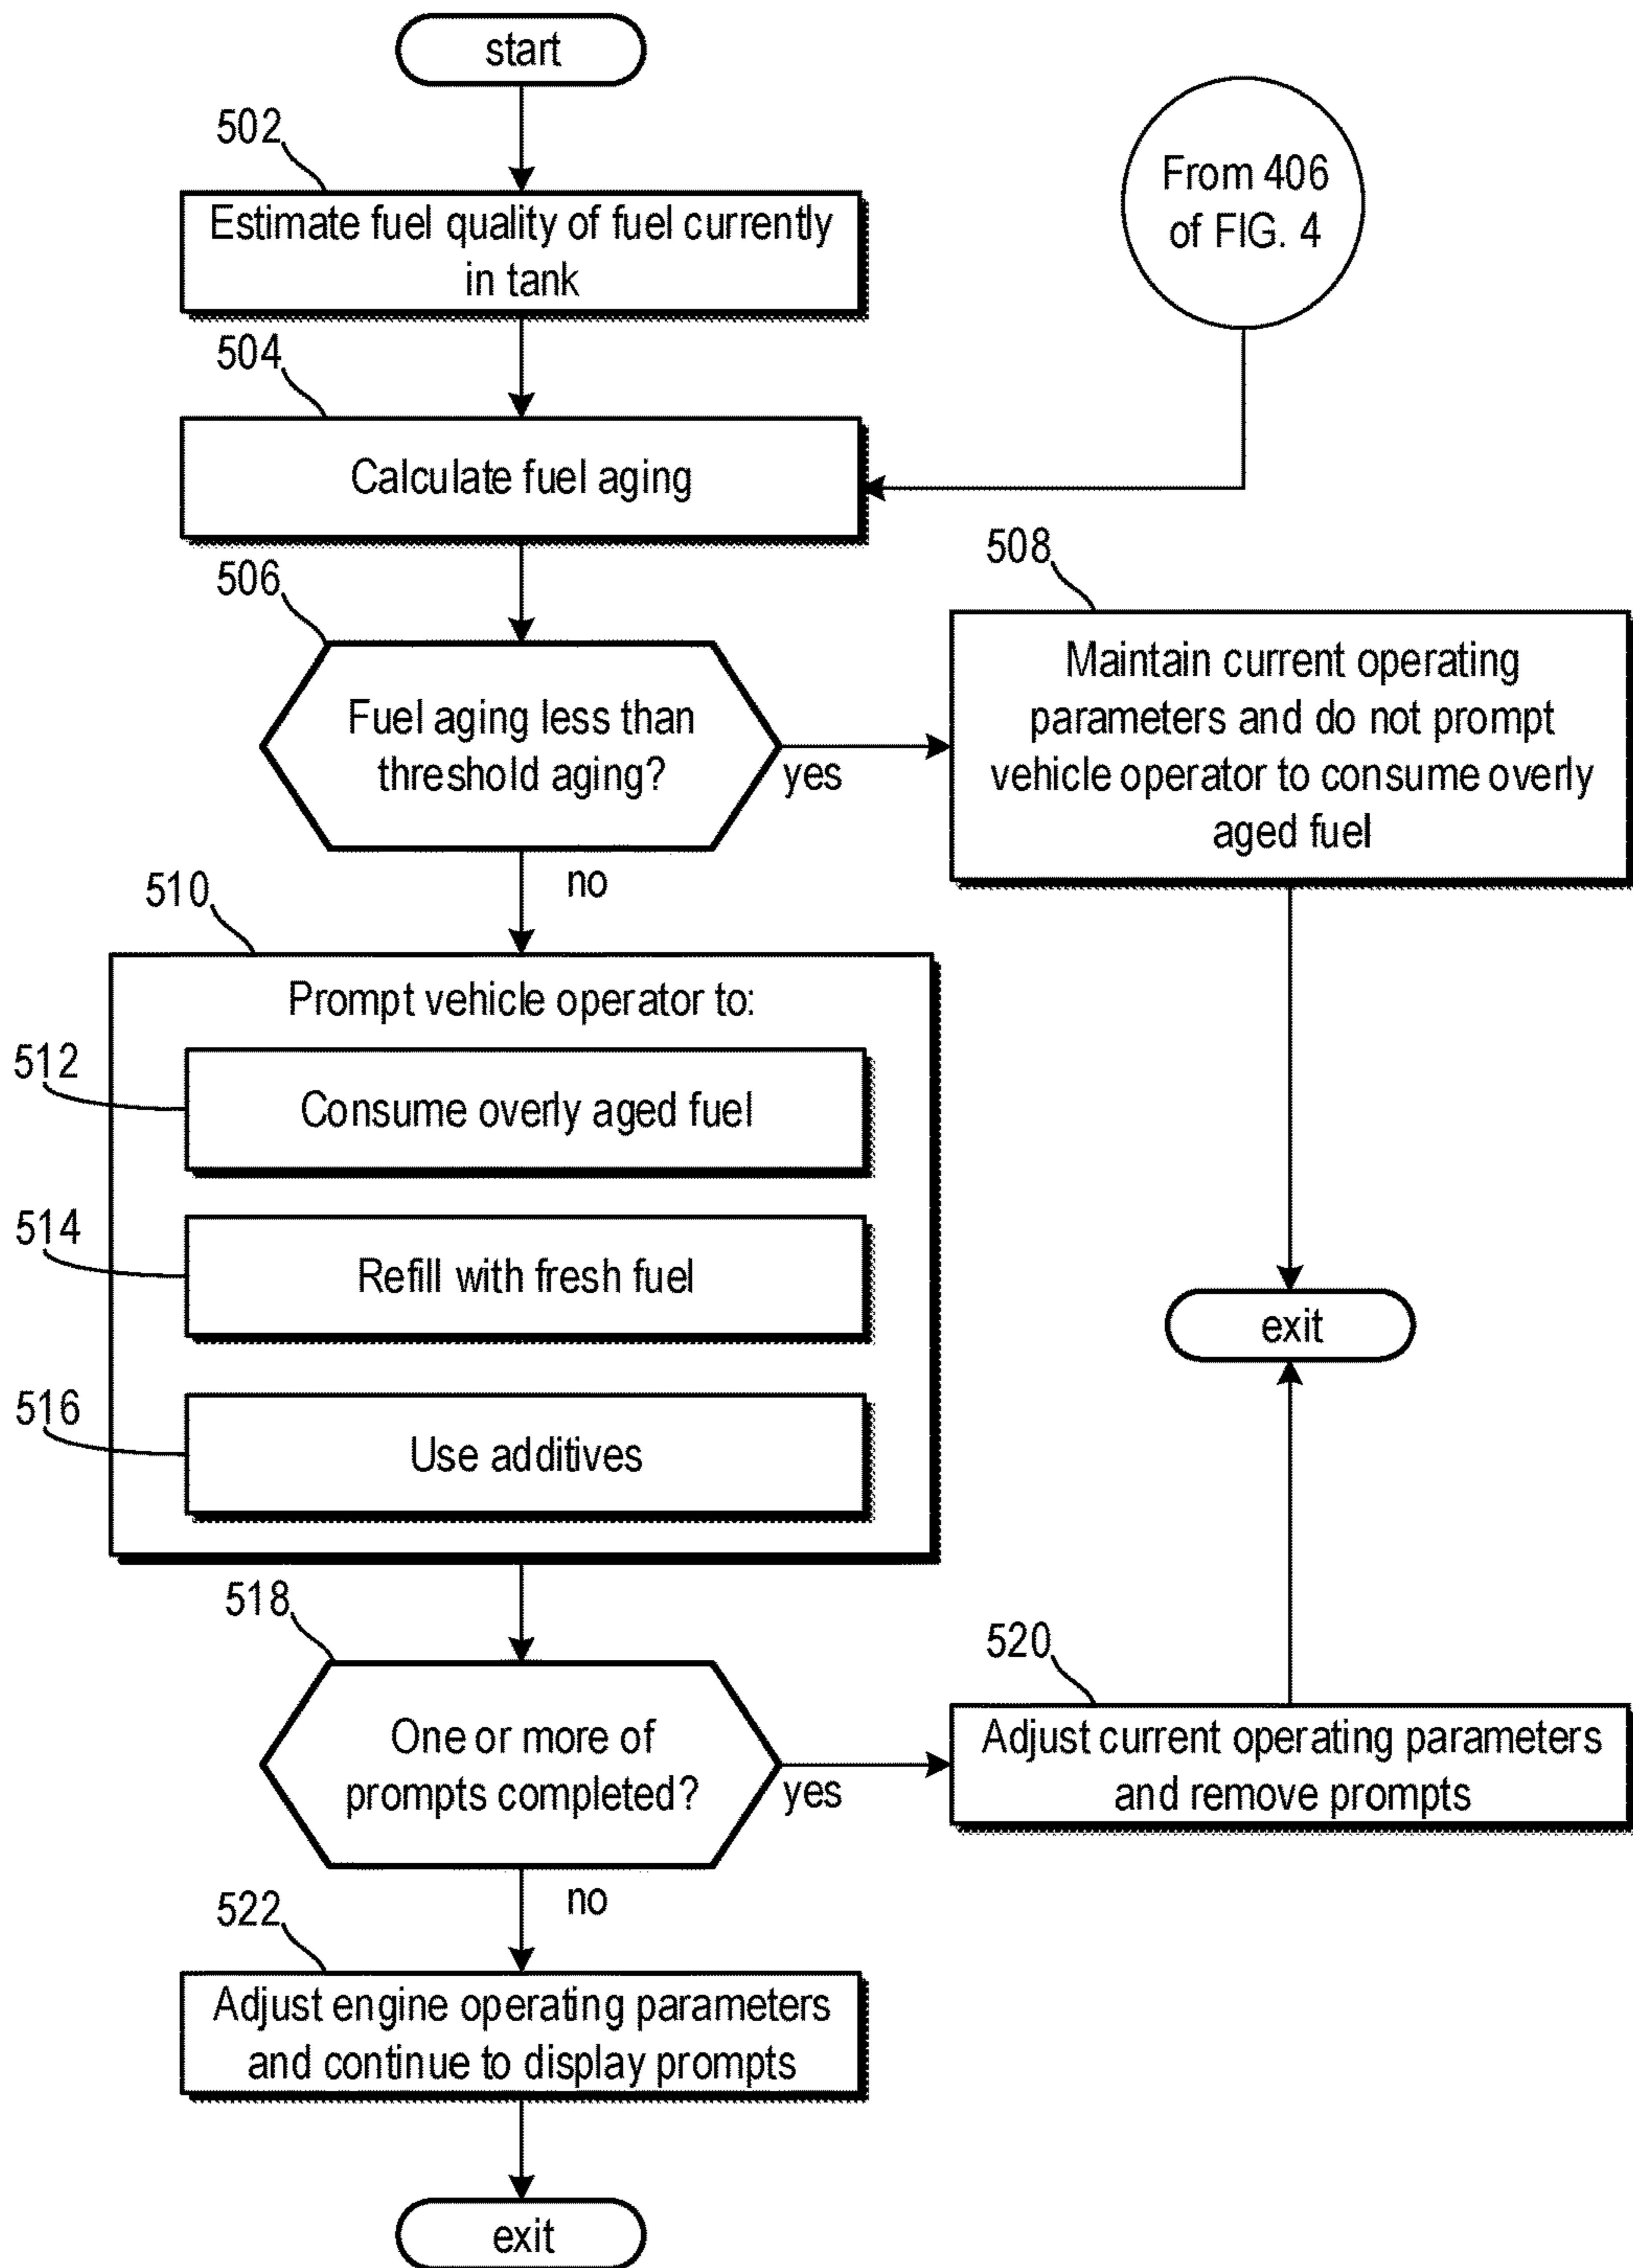 start
502
From 406
of FIG. 4
Estimate fuel quality of fuel currently
in tank
504
Calculate fuel aging
506
508
Fuel aging less than
threshold aging?
yes
Maintain current operating
parameters and do not prompt
vehicle operator to consume overly
aged fuel
no
510
Prompt vehicle operator to:
512
Consume overly aged fuel
514
Refill with fresh fuel
exit
516
Use additives
518
520
One or more of
prompts completed?
yes
Adjust current operating parameters
and remove prompts
no
522
Adjust engine operating parameters
and continue to display prompts
exit